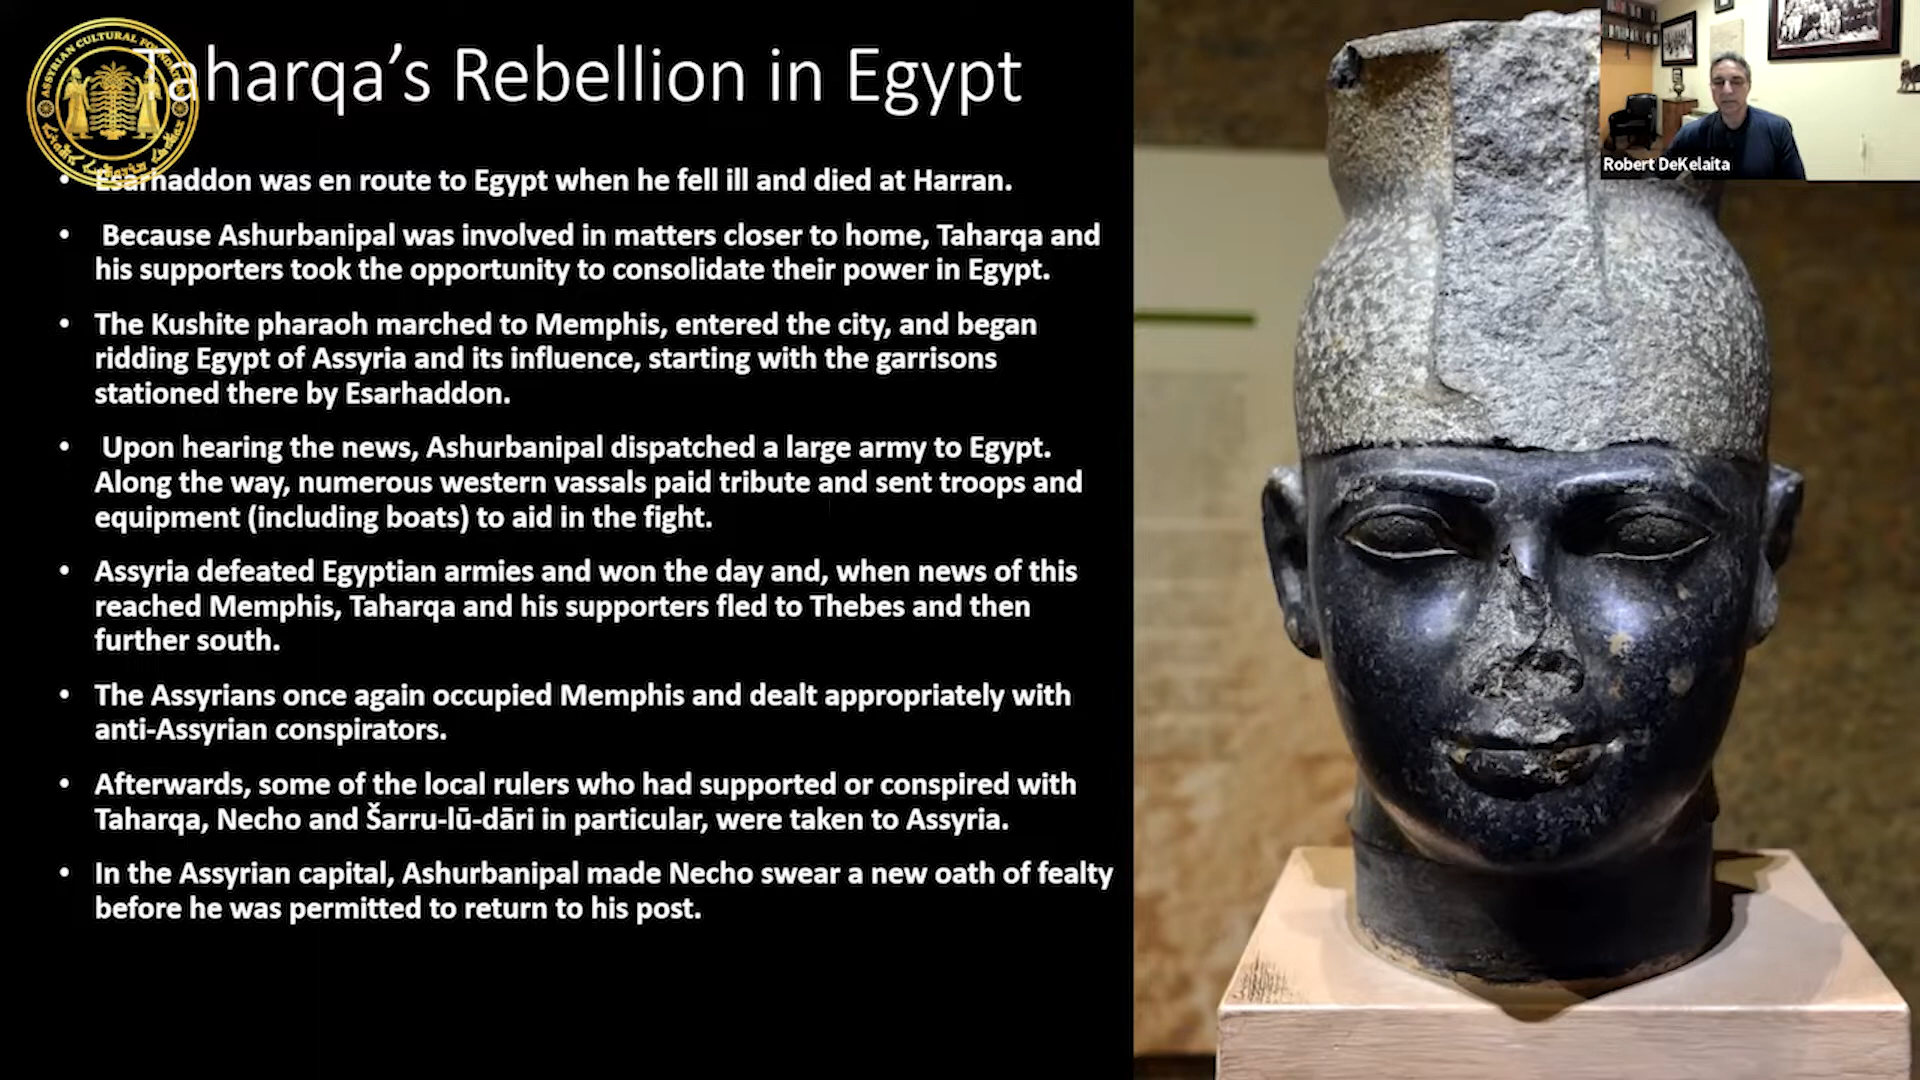 Taharqa’s Rebellion in Egypt
ASSYRIAN CULTURAL FOUNDATION
Robert DeKelaita
• Esarhaddon was en route to Egypt when he fell ill and died at Harran.
• Because Ashurbanipal was involved in matters closer to home, Taharqa and
his supporters took the opportunity to consolidate their power in Egypt.
• The Kushite pharaoh marched to Memphis, entered the city, and began
ridding Egypt of Assyria and its influence, starting with the garrisons
stationed there by Esarhaddon.
• Upon hearing the news, Ashurbanipal dispatched a large army to Egypt.
Along the way, numerous western vassals paid tribute and sent troops and
equipment (including boats) to aid in the fight.
• Assyria defeated Egyptian armies and won the day and, when news of this
reached Memphis, Taharqa and his supporters fled to Thebes and then
further south.
• The Assyrians once again occupied Memphis and dealt appropriately with
anti-Assyrian conspirators.
• Afterwards, some of the local rulers who had supported or conspired with
Taharqa, Necho and Šarru-lū-dāri in particular, were taken to Assyria.
• In the Assyrian capital, Ashurbanipal made Necho swear a new oath of fealty
before he was permitted to return to his post.